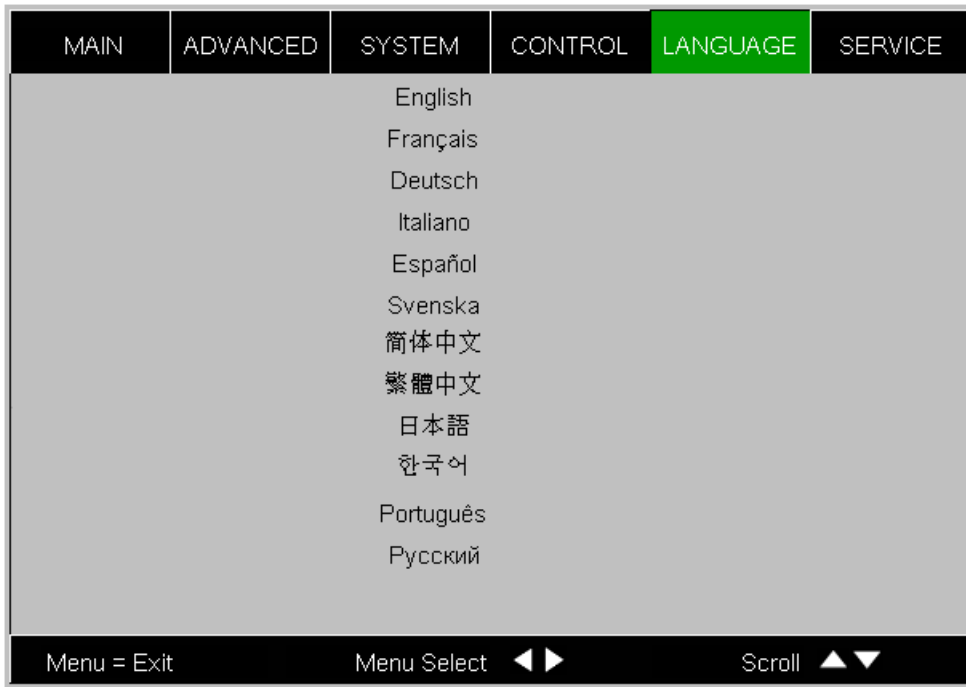 MAIN ADVANCED SYSTEM CONTROL LANGUAGE SERVICE
English
Français
Deutsch
Italiano
Español
Svenska
简体中文
繁體中文
日本語
한국어
Português
Русский
Menu = Exit Menu Select ◀▶ Scroll ▲▼